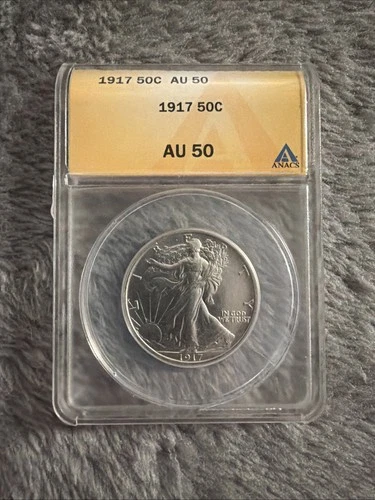 1917 50C AU 50
1917 50C
AU 50
ANACS
LIBERTY
IN GOD
WE TRUST
1917